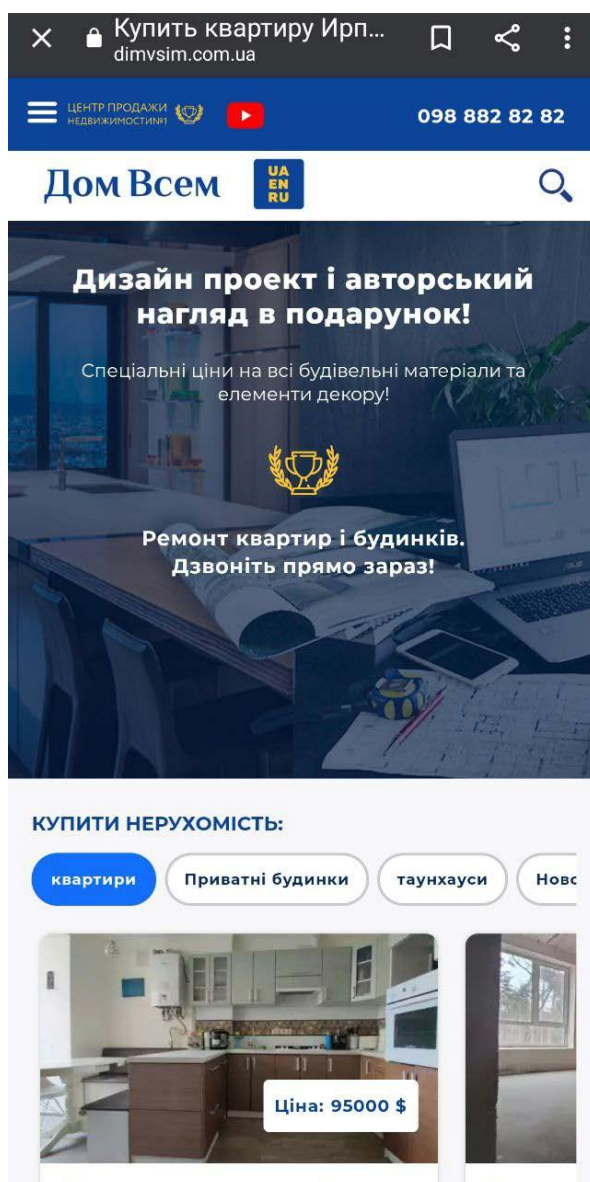 Купить квартиру Ирп...
dimvsim.com.ua
ЦЕНТР ПРОДАЖИ
НЕДВИЖИМОСТИ№1
098 882 82 82
Дом Всем
UA
EN
RU
Дизайн проект і авторський
нагляд в подарунок!
Спеціальні ціни на всі будівельні матеріали та
елементи декору!
Ремонт квартир і будинків.
Дзвоніть прямо зараз!
КУПИТИ НЕРУХОМІСТЬ:
квартири
Приватні будинки
таунхауси
Ново
Ціна: 95000 $